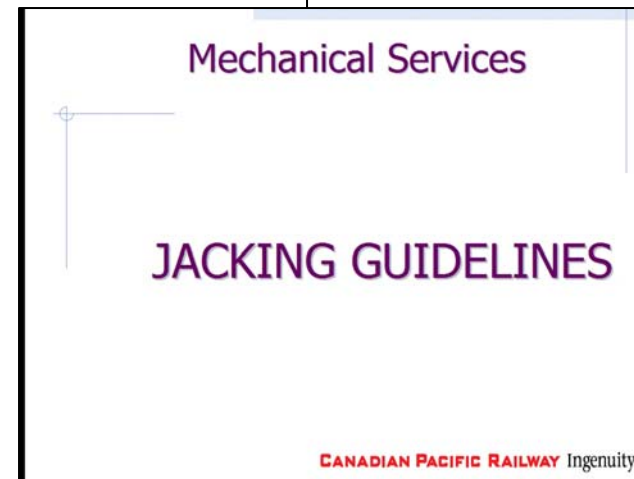 Mechanical Services
JACKING GUIDELINES
CANADIAN PACIFIC RAILWAY Ingenuity